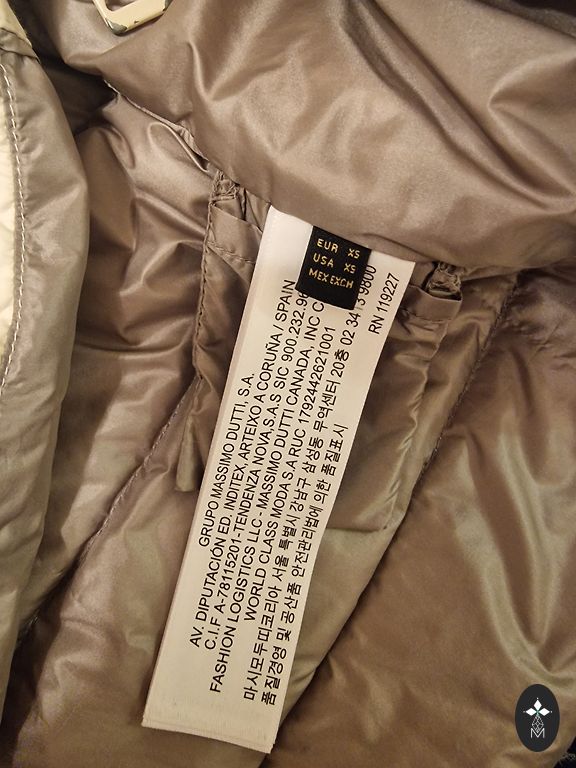 EUR XS
USA XS
MEX EXCH
GRUPO MASSIMO DUTTI, S.A.
AV. DIPUTACIÓN ED. INDITEX, ARTEIXO A CORUÑA / SPAIN
C.I.F A-78115201-TENDENZA NOVA,S.A.S SIC 900.232.9
FASHION LOGISTICS LLC - MASSIMO DUTTI CANADA, INC C
WORLD CLASS MODA S.A RUC 1792442621001
마시모두띠코리아 서울 특별시 강남구 삼성동 무역센터 20층 02 3413 9800
품질경영 및 공산품 안전관리법에 의한 품질표시
RN 119227
M